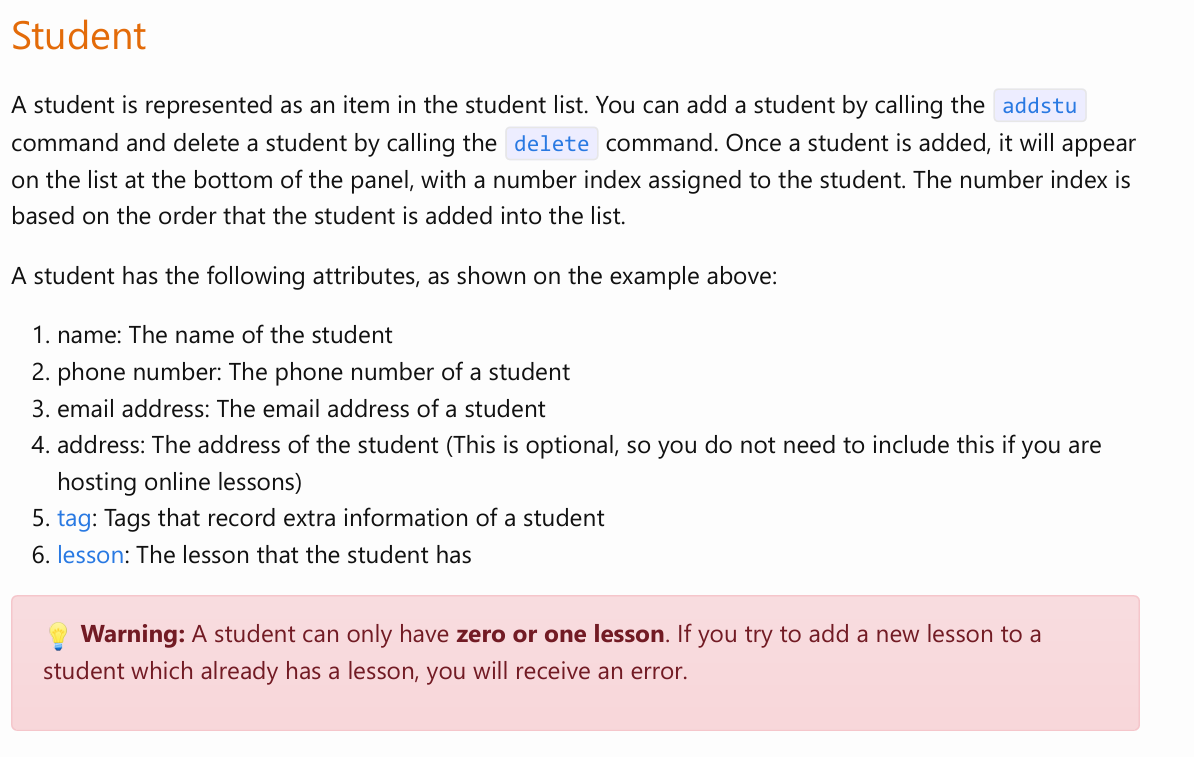 Student
A student is represented as an item in the student list. You can add a student by calling the addstu
command and delete a student by calling the delete command. Once a student is added, it will appear
on the list at the bottom of the panel, with a number index assigned to the student. The number index is
based on the order that the student is added into the list.
A student has the following attributes, as shown on the example above:
1. name: The name of the student
2. phone number: The phone number of a student
3. email address: The email address of a student
4. address: The address of the student (This is optional, so you do not need to include this if you are
hosting online lessons)
5. tag: Tags that record extra information of a student
6. lesson: The lesson that the student has
💡 Warning: A student can only have zero or one lesson. If you try to add a new lesson to a
student which already has a lesson, you will receive an error.